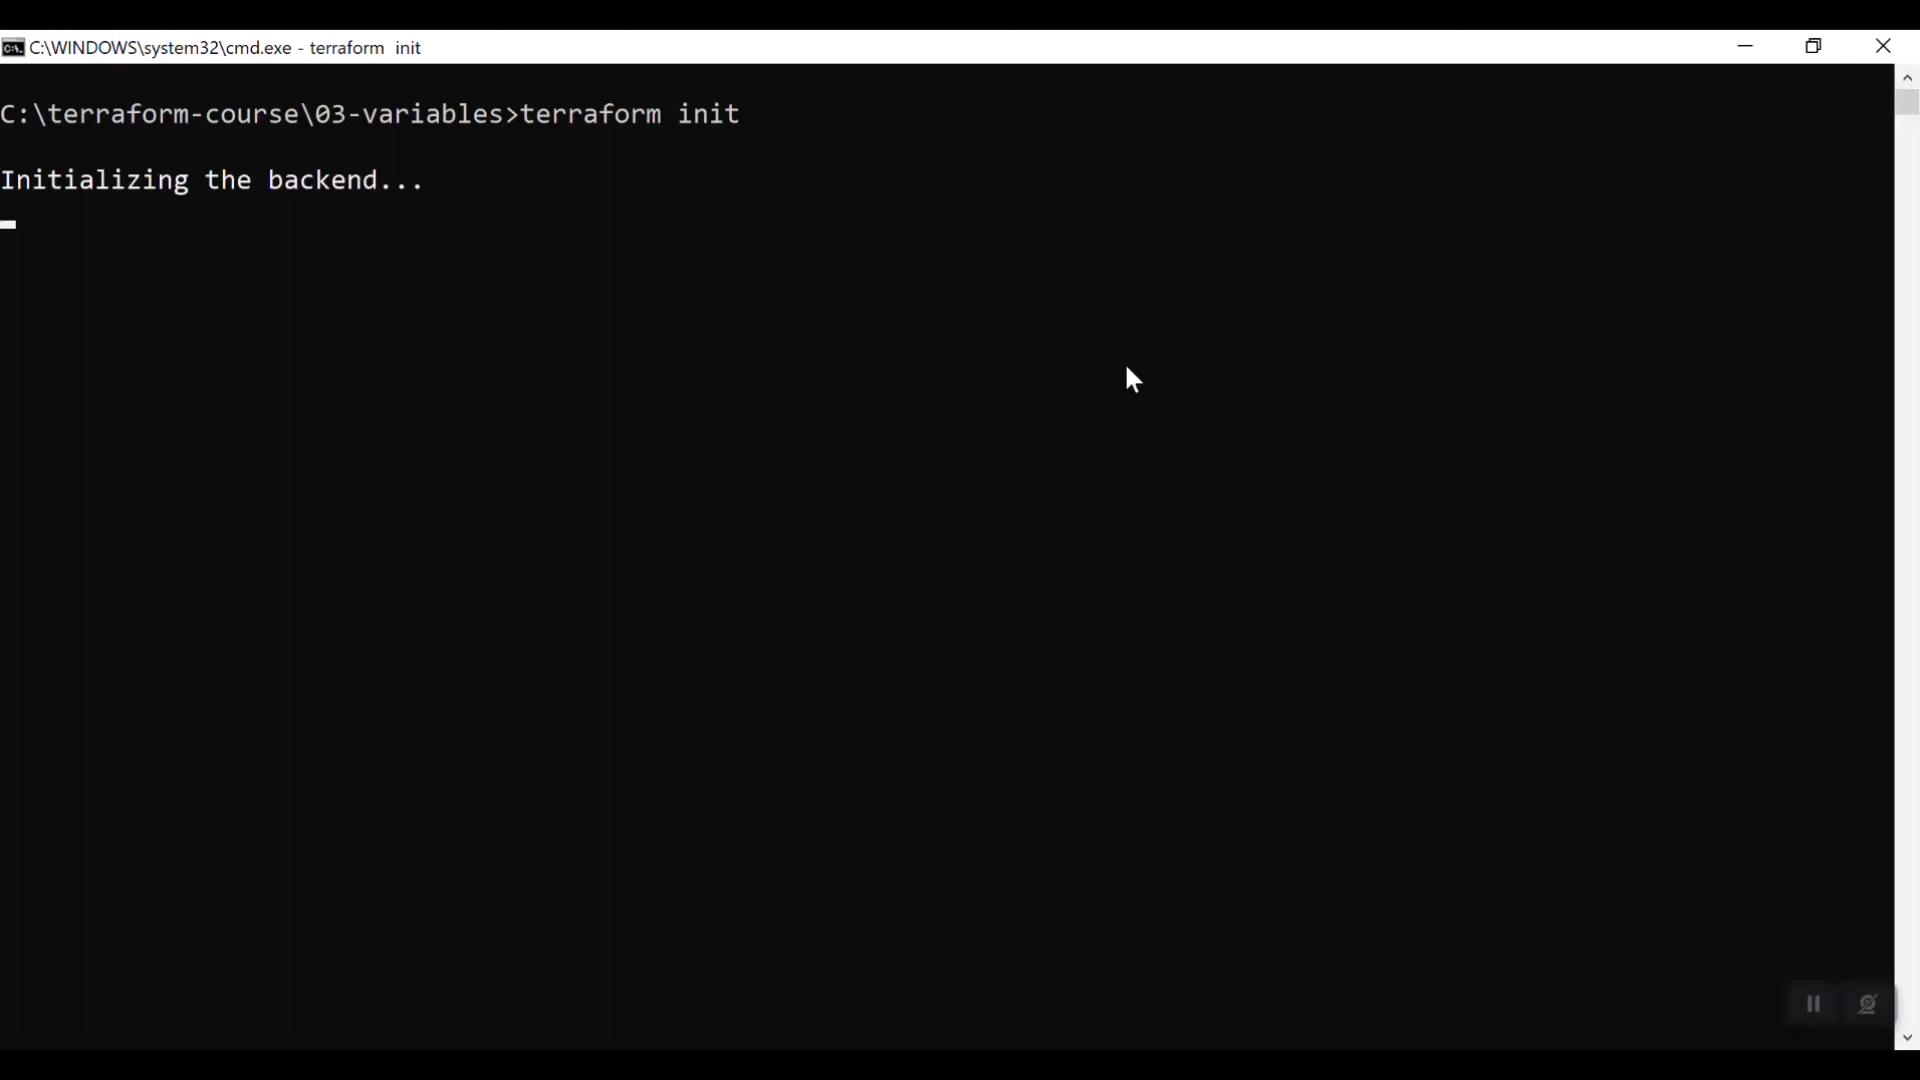 C:\WINDOWS\system32\cmd.exe - terraform  init
C:\terraform-course\03-variables>terraform init
Initializing the backend...